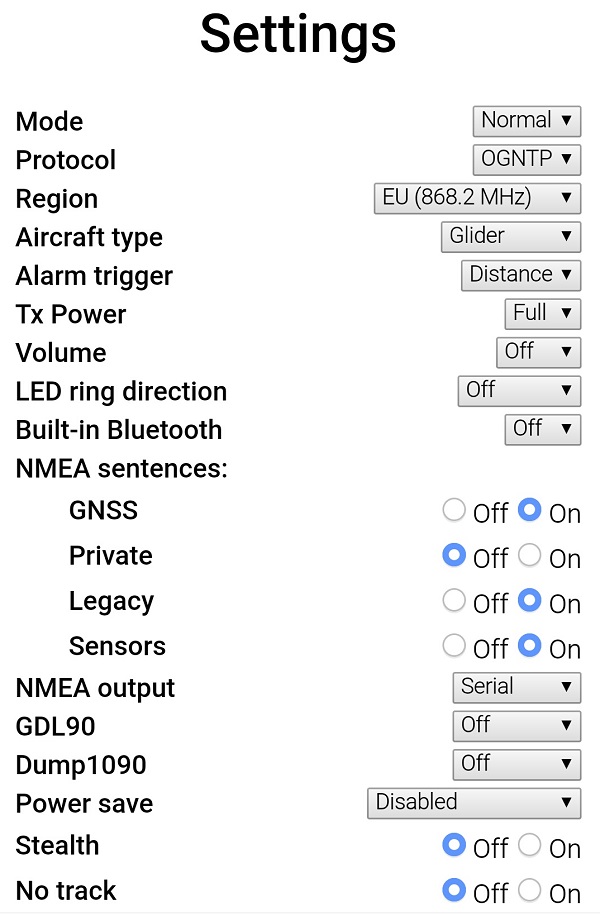 Settings
Mode Normal
Protocol OGNTP
Region EU (868.2 MHz)
Aircraft type Glider
Alarm trigger Distance
Tx Power Full
Volume Off
LED ring direction Off
Built-in Bluetooth Off
NMEA sentences:
GNSS Off On
Private Off On
Legacy Off On
Sensors Off On
NMEA output Serial
GDL90 Off
Dump1090 Off
Power save Disabled
Stealth Off On
No track Off On